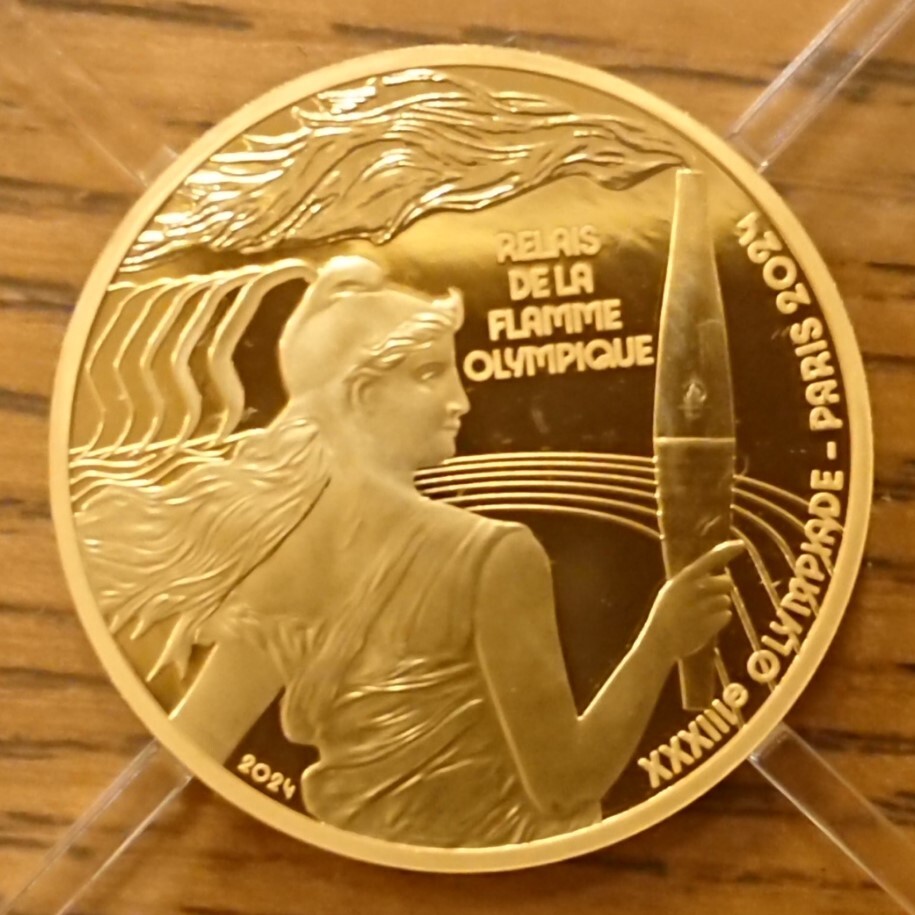 RELAIS
DE LA
FLAMME
OLYMPIQUE
XXXIIIe OLYMPIADE - PARIS 2024
2024